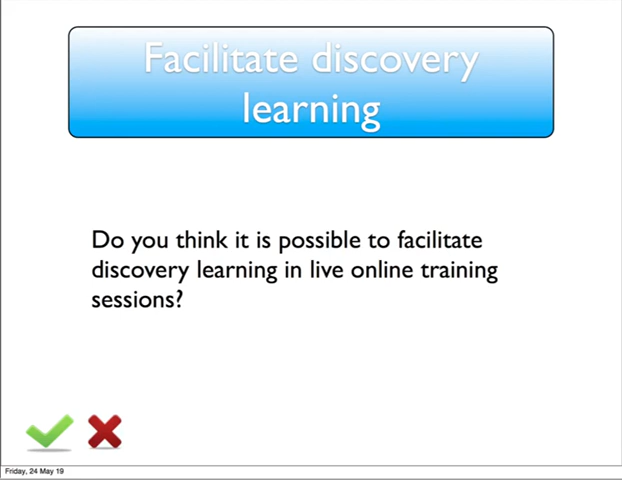 Facilitate discovery
learning
Do you think it is possible to facilitate
discovery learning in live online training
sessions?
Friday, 24 May 19